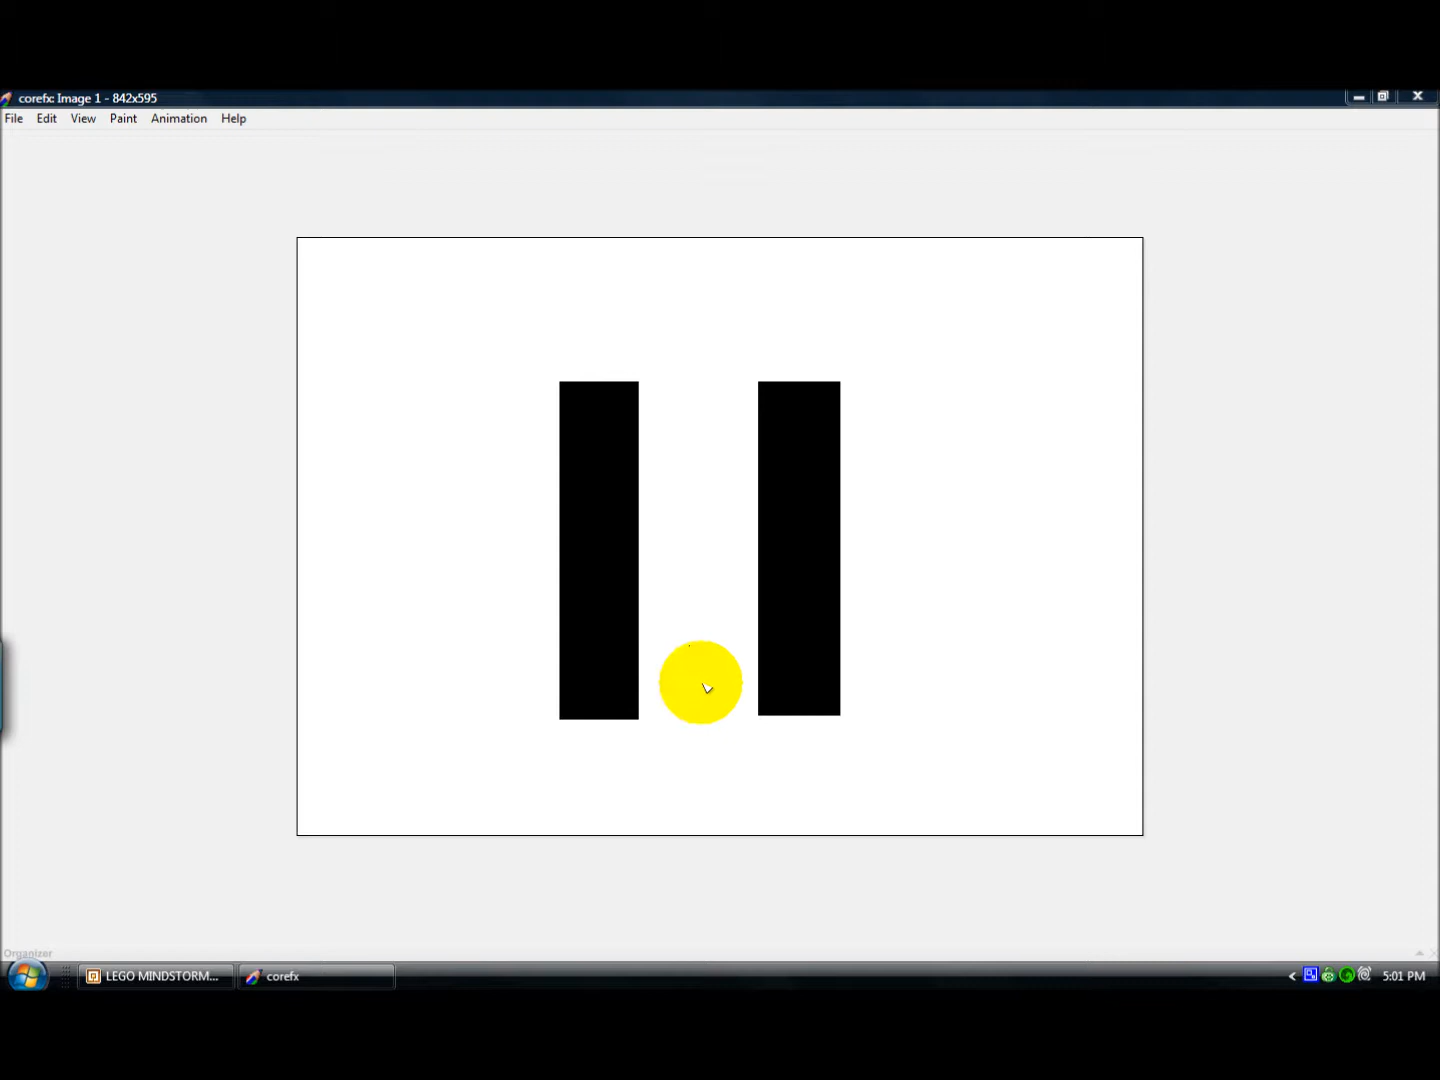 corefx: Image 1 - 842x595
File Edit View Paint Animation Help
Organizer
LEGO MINDSTORM... corefx 5:01 PM